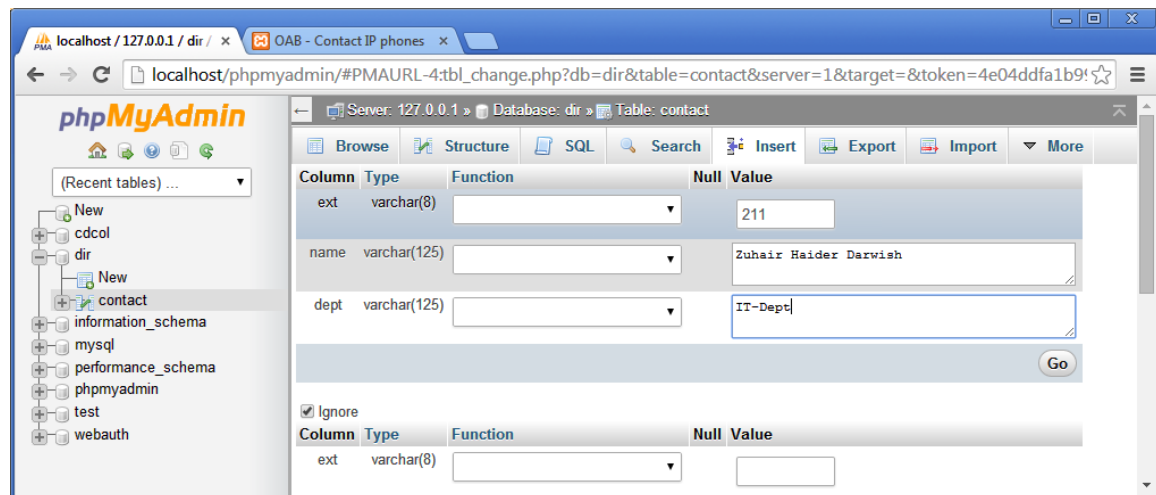 localhost / 127.0.0.1 / dir / × OAB - Contact IP phones ×
localhost/phpmyadmin/#PMAURL-4:tbl_change.php?db=dir&table=contact&server=1&target=&token=4e04ddfa1b9
phpMyAdmin
(Recent tables) ...
New
cdcol
dir
New
contact
information_schema
mysql
performance_schema
phpmyadmin
test
webauth
Server: 127.0.0.1 » Database: dir » Table: contact
Browse Structure SQL Search Insert Export Import More
Column Type Function Null Value
ext varchar(8) 211
name varchar(125) Zuhair Haider Darwish
dept varchar(125) IT-Dept
Go
Ignore
Column Type Function Null Value
ext varchar(8)